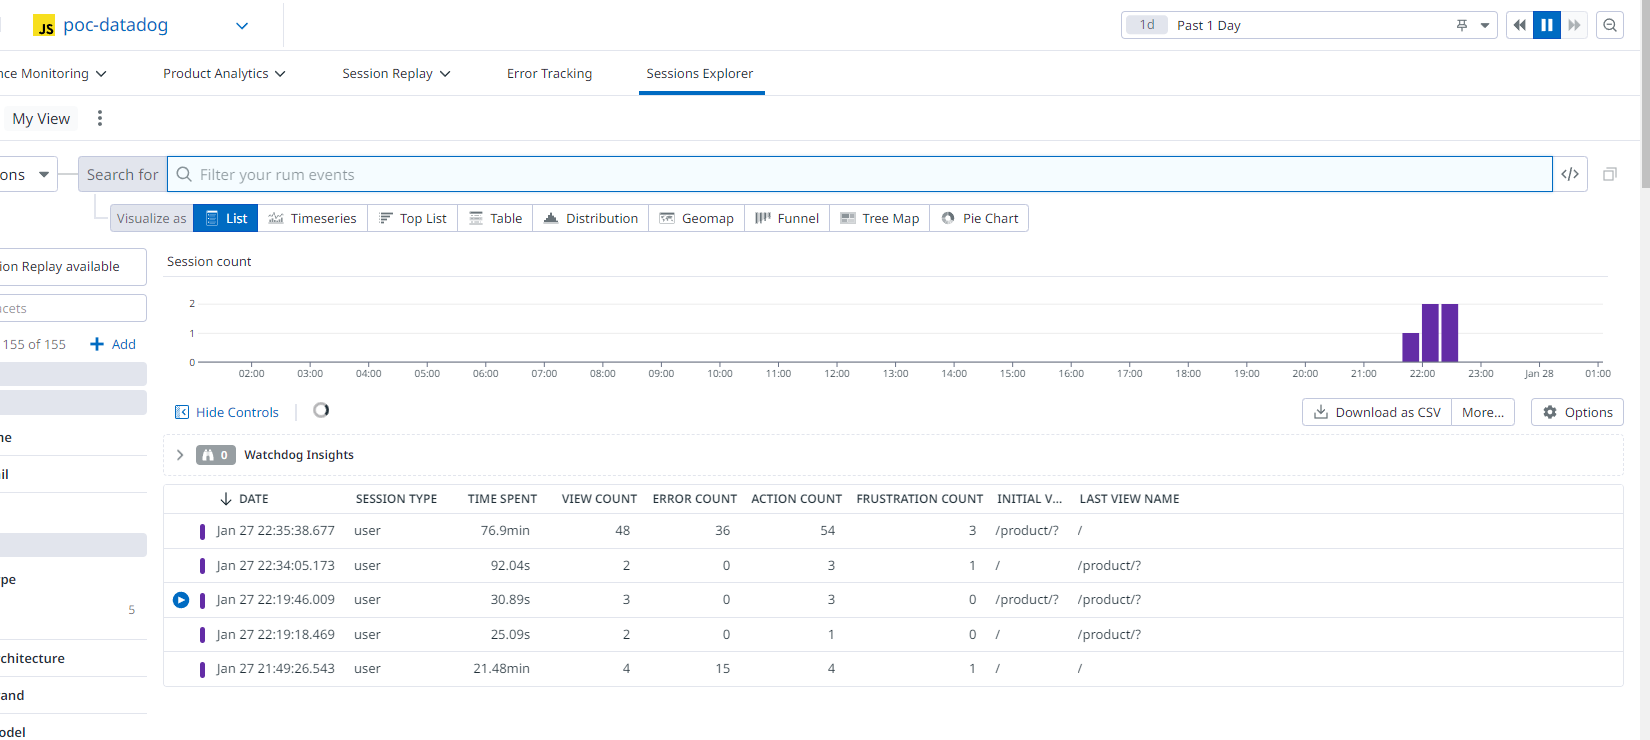 JS poc-datadog
1d Past 1 Day
nce Monitoring Product Analytics Session Replay Error Tracking Sessions Explorer
My View
ons Search for Filter your rum events </>
Visualize as List Timeseries Top List Table Distribution Geomap Funnel Tree Map Pie Chart
ion Replay available
Session count
acets
155 of 155 Add
2
1
0
02:00 03:00 04:00 05:00 06:00 07:00 08:00 09:00 10:00 11:00 12:00 13:00 14:00 15:00 16:00 17:00 18:00 19:00 20:00 21:00 22:00 23:00 Jan 28 01:00
Hide Controls Download as CSV More... Options
me
0 Watchdog Insights
il
DATE SESSION TYPE TIME SPENT VIEW COUNT ERROR COUNT ACTION COUNT FRUSTRATION COUNT INITIAL V... LAST VIEW NAME
Jan 27 22:35:38.677 user 76.9min 48 36 54 3 /product/? /
Jan 27 22:34:05.173 user 92.04s 2 0 3 1 / /product/?
ype
Jan 27 22:19:46.009 user 30.89s 3 0 3 0 /product/? /product/?
5
Jan 27 22:19:18.469 user 25.09s 2 0 1 0 / /product/?
rchitecture
Jan 27 21:49:26.543 user 21.48min 4 15 4 1 / /
rand
odel